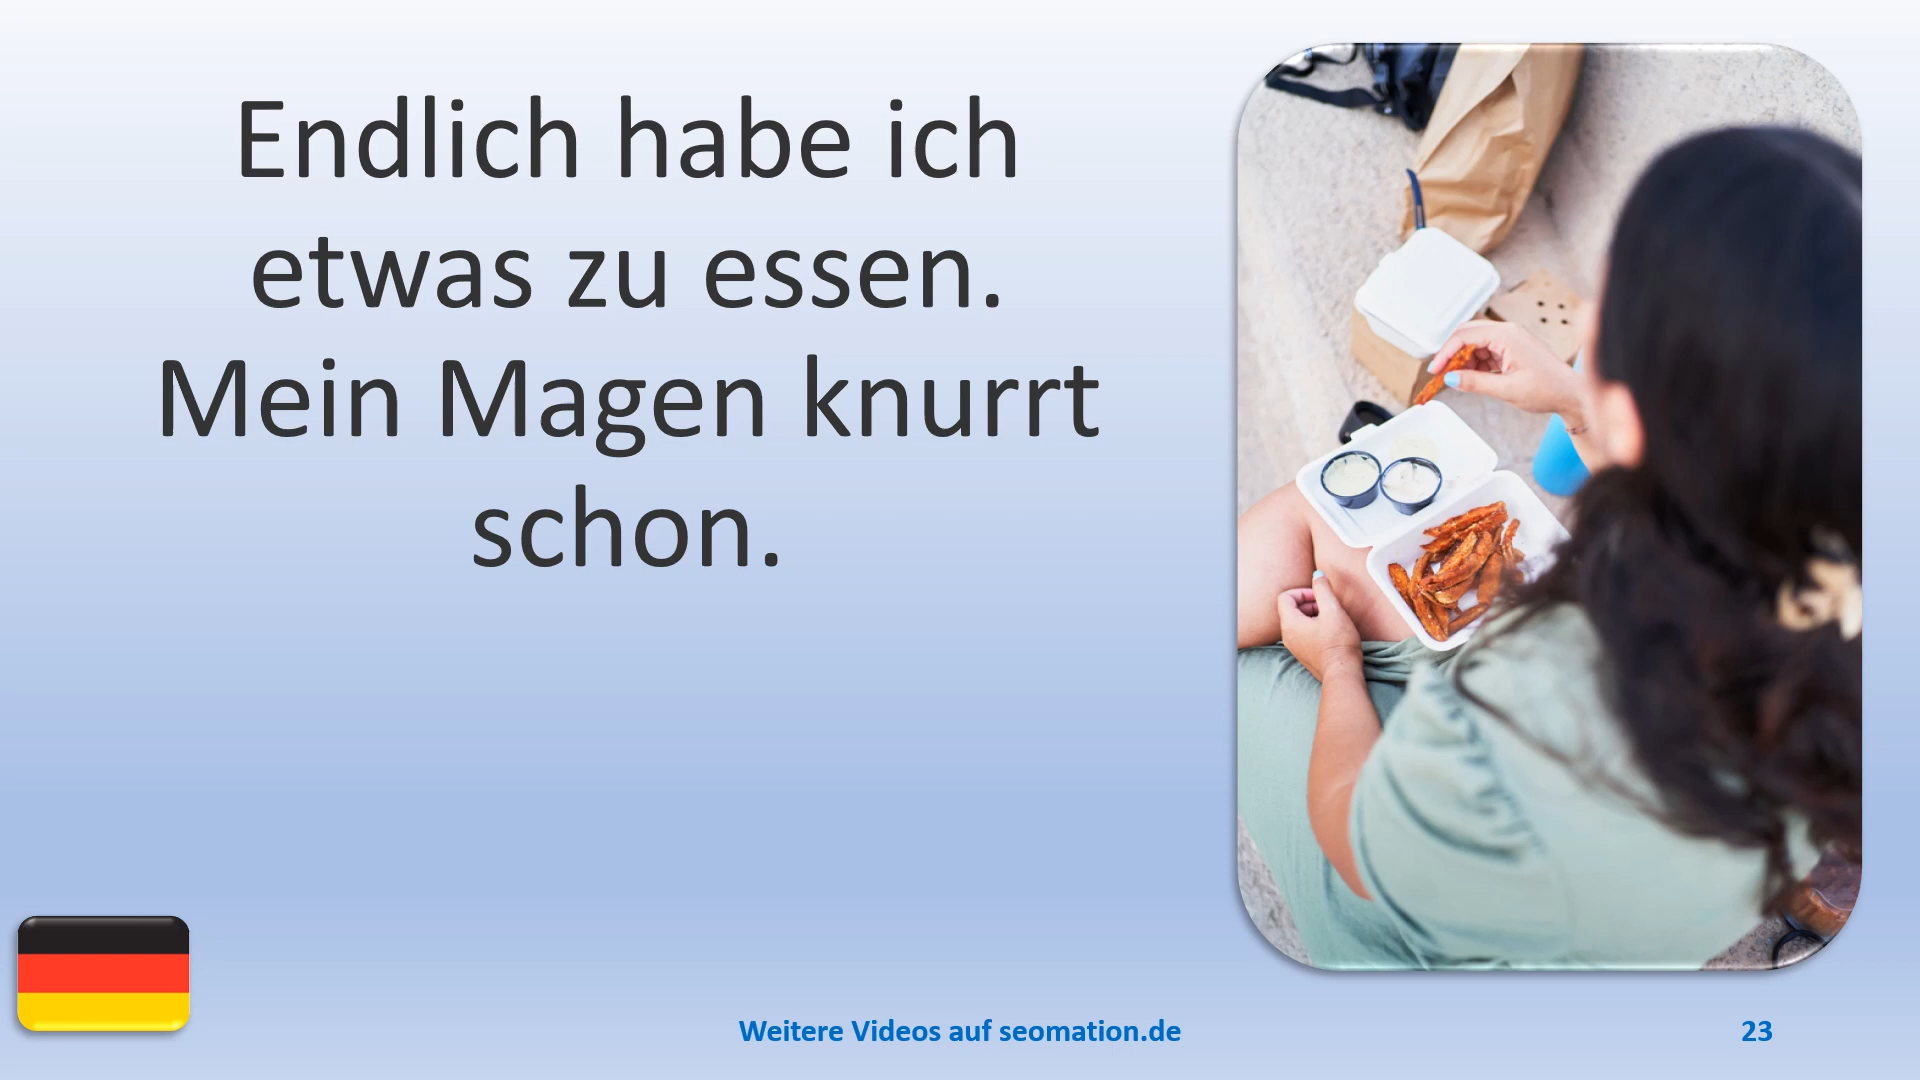 Endlich habe ich
etwas zu essen.
Mein Magen knurrt
schon.
Weitere Videos auf seomation.de
23